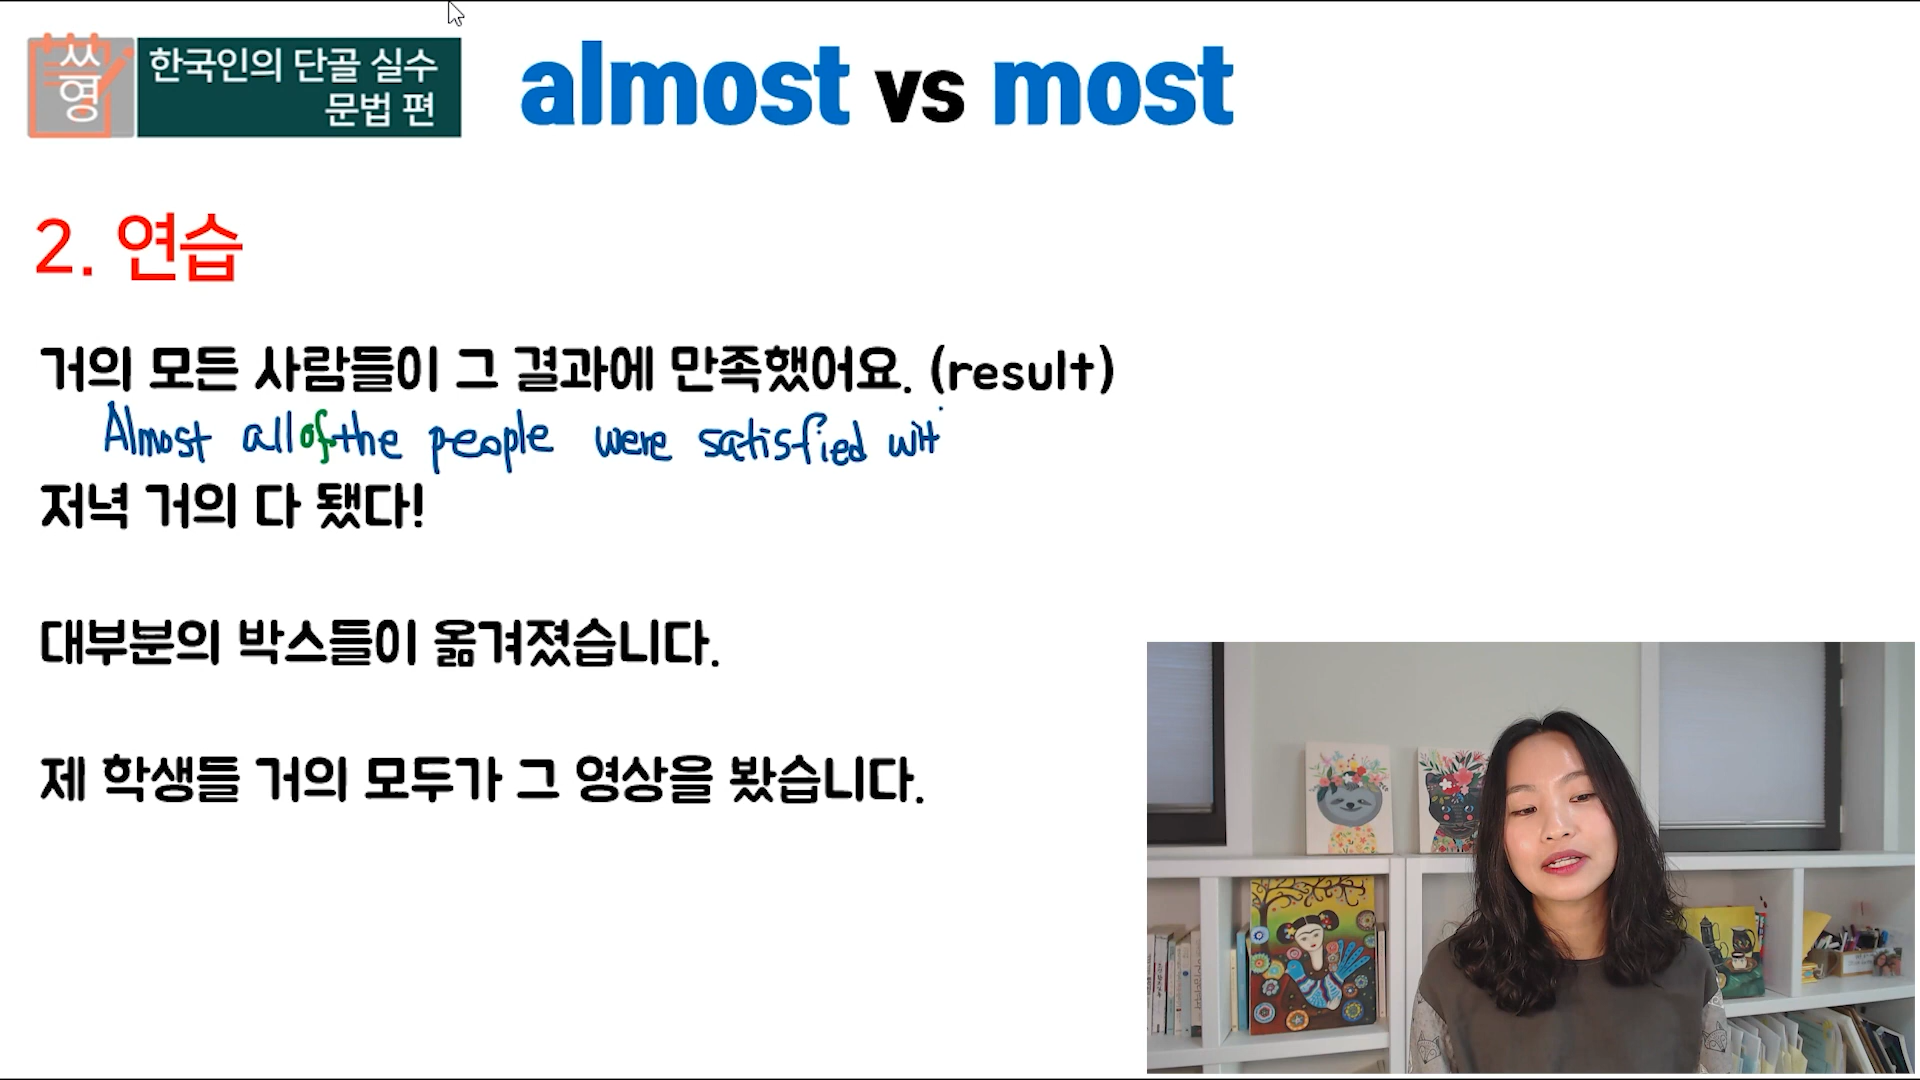 쓰영
한국인의 단골 실수
문법 편
almost vs most
2. 연습
거의 모든 사람들이 그 결과에 만족했어요. (result)
Almost all of the people were satisfied wit
저녁 거의 다 됐다!
대부분의 박스들이 옮겨졌습니다.
제 학생들 거의 모두가 그 영상을 봤습니다.